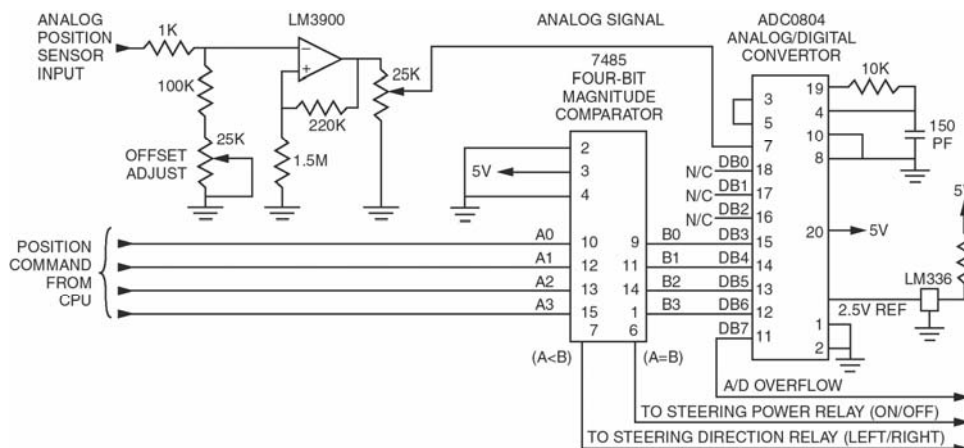 ANALOG
POSITION
SENSOR
INPUT
1K
100K
25K
OFFSET
ADJUST
LM3900
−
+
220K
1.5M
25K
ANALOG SIGNAL
7485
FOUR-BIT
MAGNITUDE
COMPARATOR
2
5V
3
4
POSITION
COMMAND
FROM
CPU
A0
10
9
B0
A1
12
11
B1
A2
13
14
B2
A3
15
1
B3
7
6
(A<B)
(A=B)
ADC0804
ANALOG/DIGITAL
CONVERTOR
3
5
7
19
10K
4
10
8
150
PF
N/C
DB0
18
N/C
DB1
17
N/C
DB2
16
DB3
15
DB4
14
DB5
13
DB6
12
DB7
11
20
5V
5V
LM336
2.5V REF
1
2
A/D OVERFLOW
TO STEERING POWER RELAY (ON/OFF)
TO STEERING DIRECTION RELAY (LEFT/RIGHT)